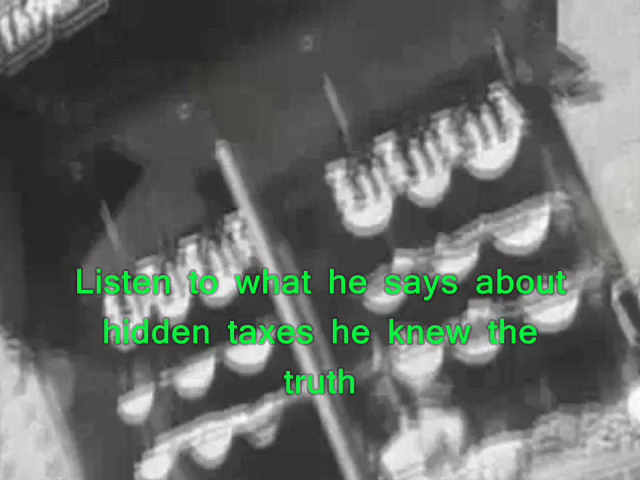 Listen to what he says about
hidden taxes he knew the
truth